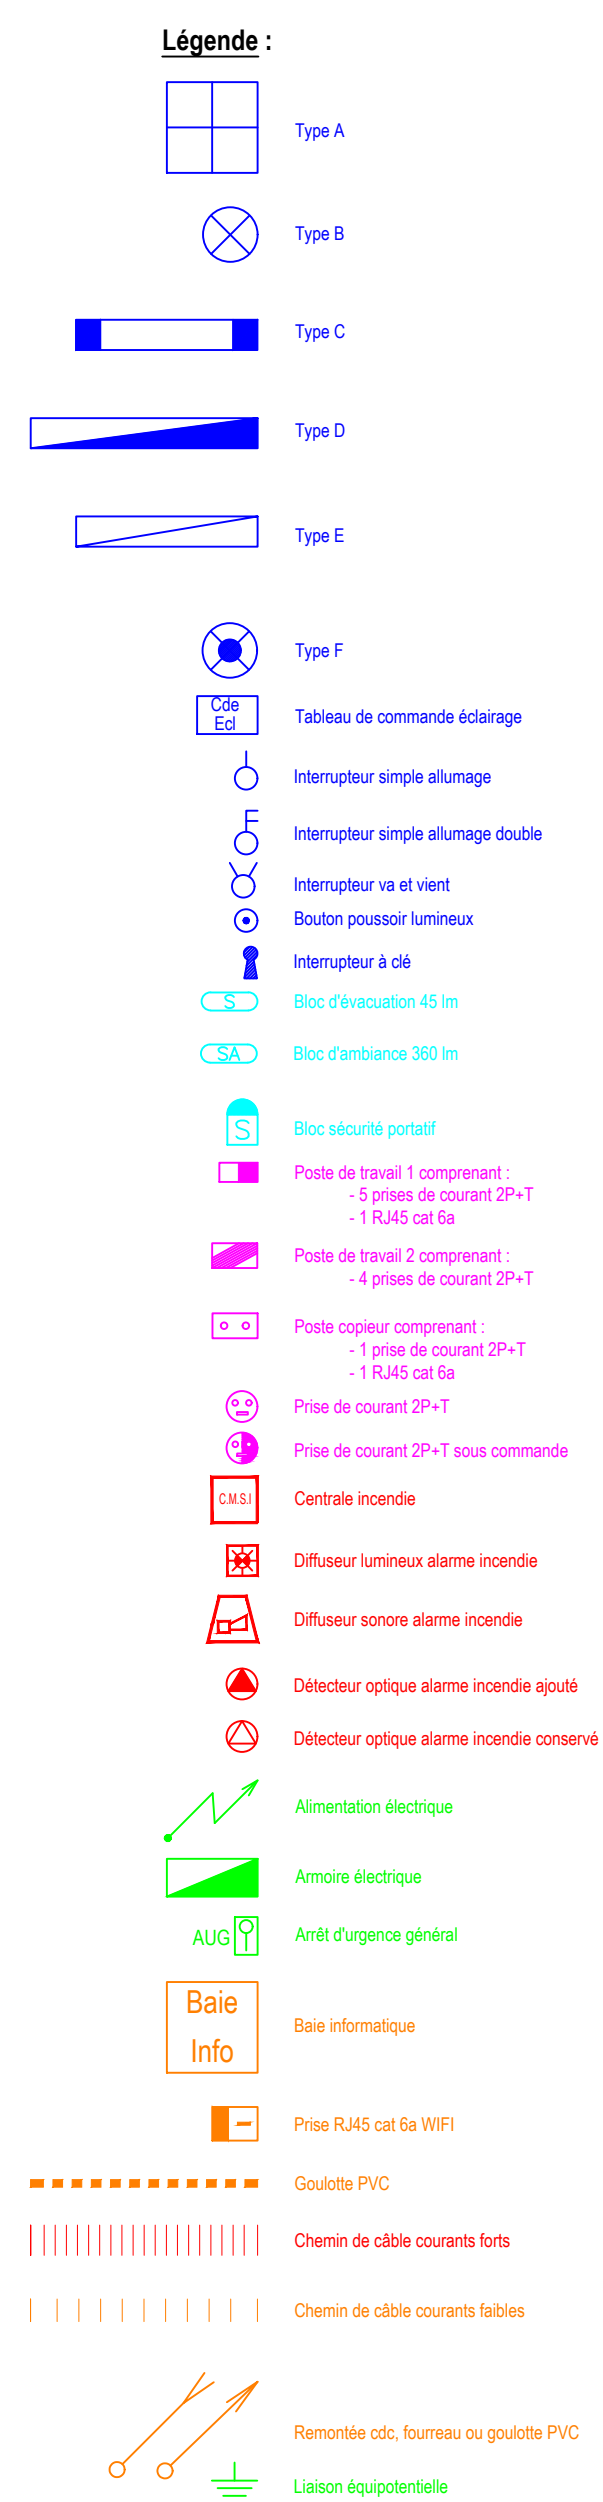 Légende :
Type A
Type B
Type C
Type D
Type E
Type F
Cde
Ecl
Tableau de commande éclairage
Interrupteur simple allumage
Interrupteur simple allumage double
Interrupteur va et vient
Bouton poussoir lumineux
Interrupteur à clé
S
Bloc d'évacuation 45 lm
SA
Bloc d'ambiance 360 lm
S
Bloc sécurité portatif
Poste de travail 1 comprenant :
- 5 prises de courant 2P+T
- 1 RJ45 cat 6a
Poste de travail 2 comprenant :
- 4 prises de courant 2P+T
Poste copieur comprenant :
- 1 prise de courant 2P+T
- 1 RJ45 cat 6a
Prise de courant 2P+T
Prise de courant 2P+T sous commande
C.M.S.I
Centrale incendie
Diffuseur lumineux alarme incendie
Diffuseur sonore alarme incendie
Détecteur optique alarme incendie ajouté
Détecteur optique alarme incendie conservé
Alimentation électrique
Armoire électrique
AUG
Arrêt d'urgence général
Baie
Info
Baie informatique
Prise RJ45 cat 6a WIFI
Goulotte PVC
Chemin de câble courants forts
Chemin de câble courants faibles
Remontée cdc, fourreau ou goulotte PVC
Liaison équipotentielle